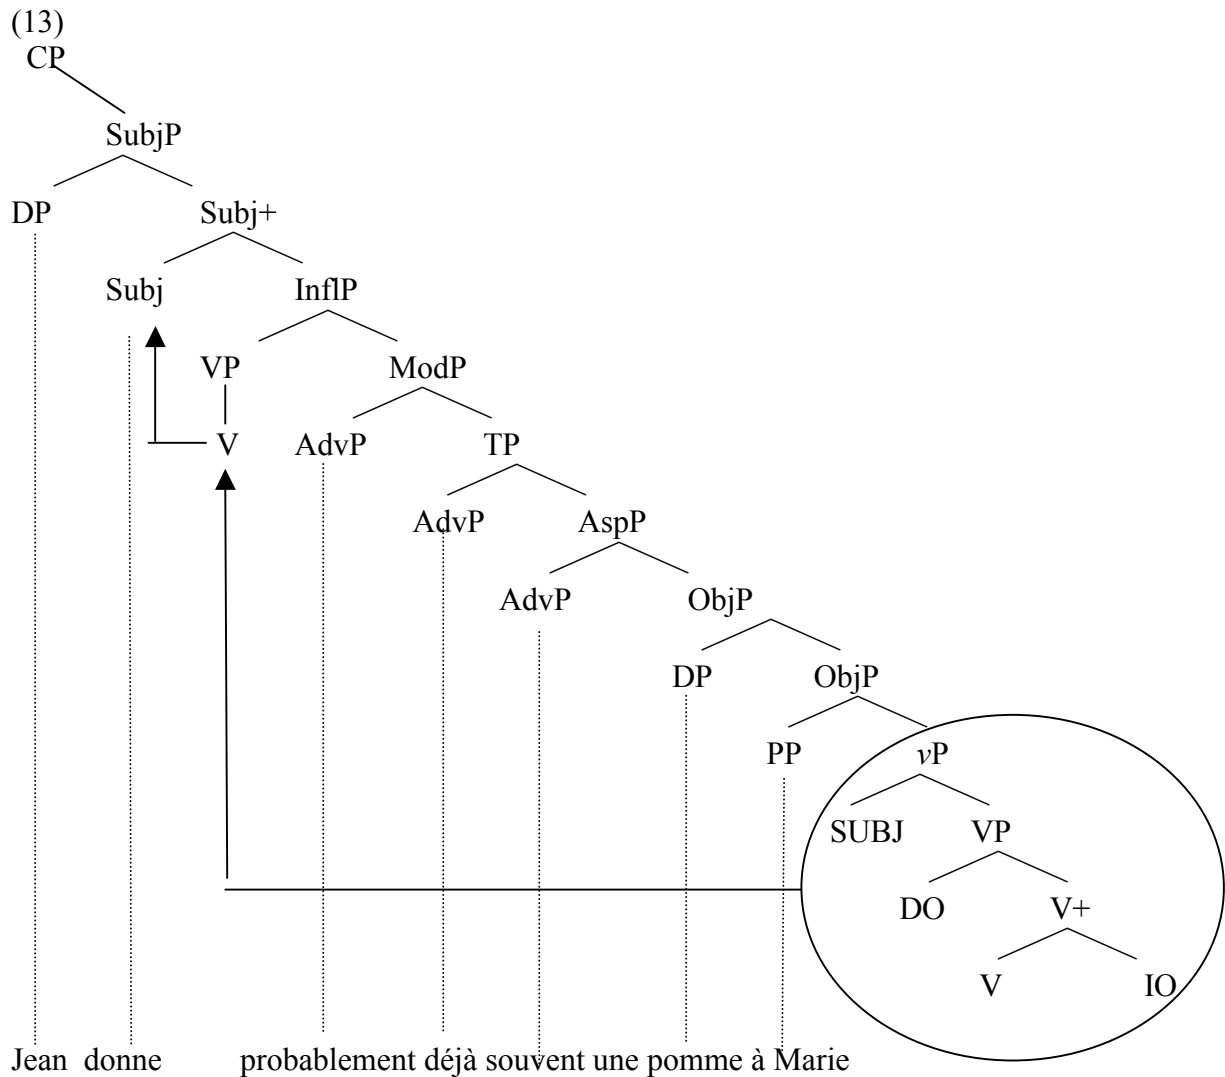 (13)
CP
SubjP
DP Subj+
Subj InflP
VP ModP
V AdvP TP
AdvP AspP
AdvP ObjP
DP ObjP
PP vP
SUBJ VP
DO V+
V IO
Jean donne probablement déjà souvent une pomme à Marie